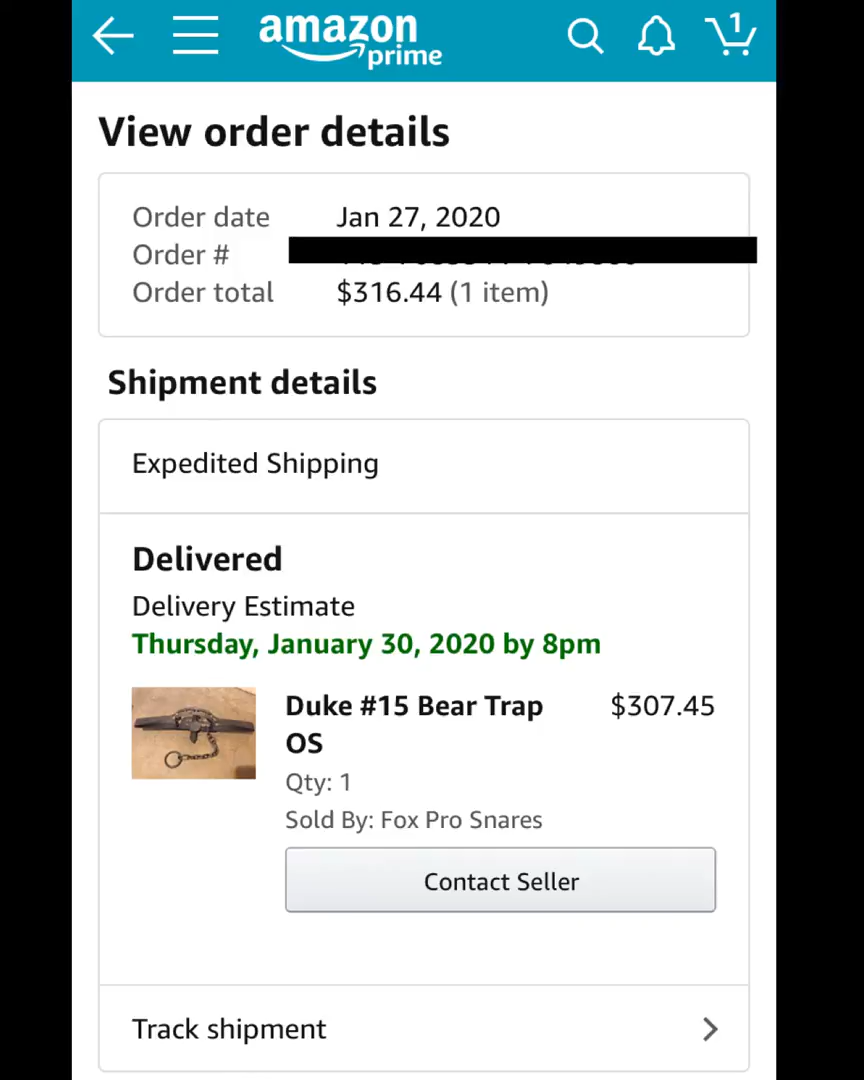 amazon
prime
1
View order details
Order date Jan 27, 2020
Order #
Order total $316.44 (1 item)
Shipment details
Expedited Shipping
Delivered
Delivery Estimate
Thursday, January 30, 2020 by 8pm
Duke #15 Bear Trap $307.45
OS
Qty: 1
Sold By: Fox Pro Snares
Contact Seller
Track shipment